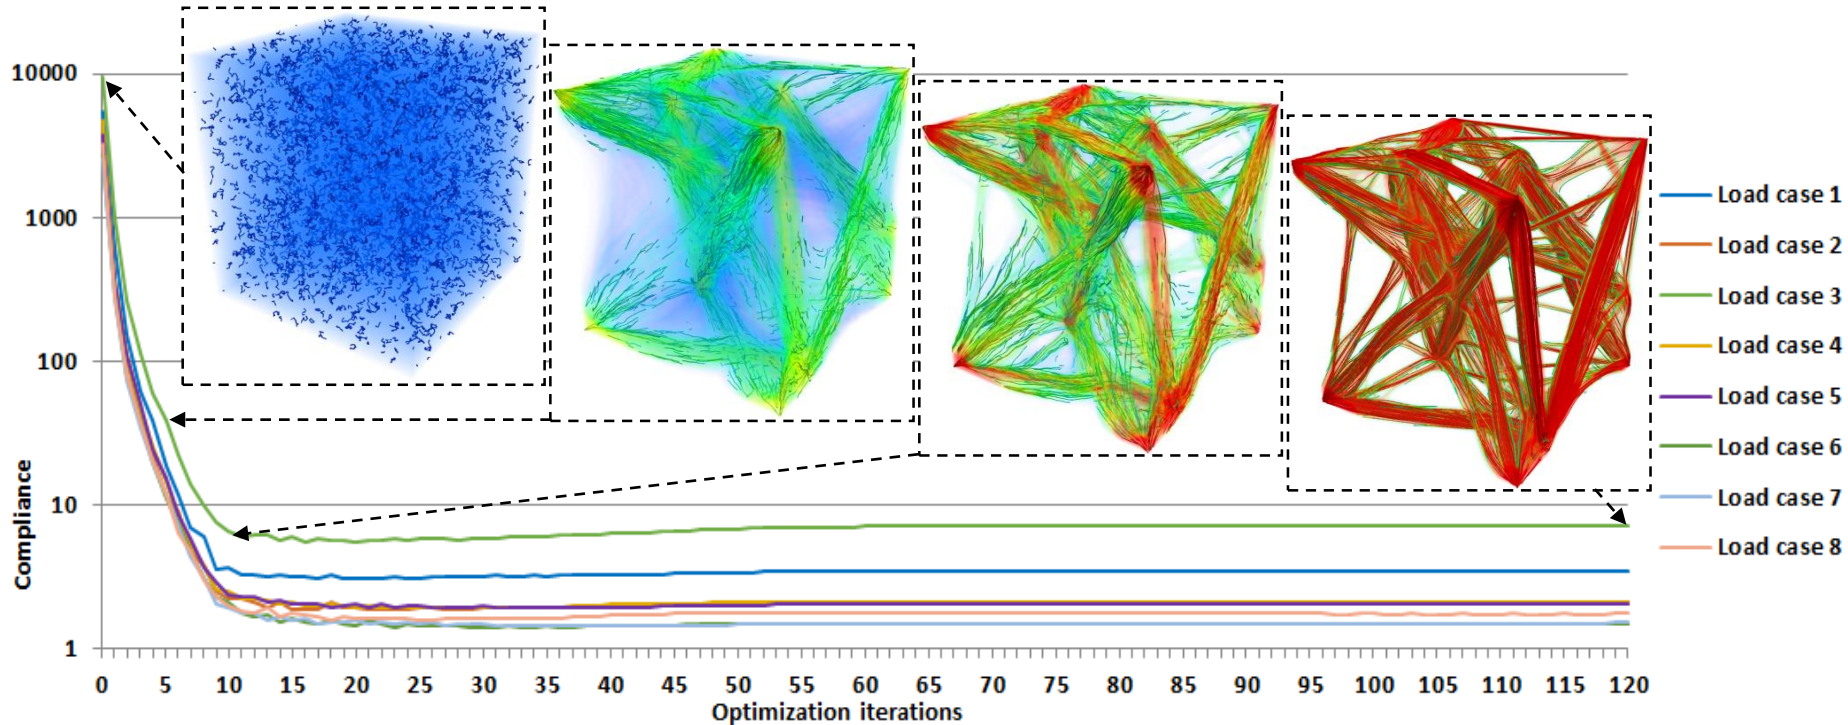 10000
1000
100
10
1
Compliance
0 5 10 15 20 25 30 35 40 45 50 55 60 65 70 75 80 85 90 95 100 105 110 115 120
Optimization iterations
Load case 1
Load case 2
Load case 3
Load case 4
Load case 5
Load case 6
Load case 7
Load case 8